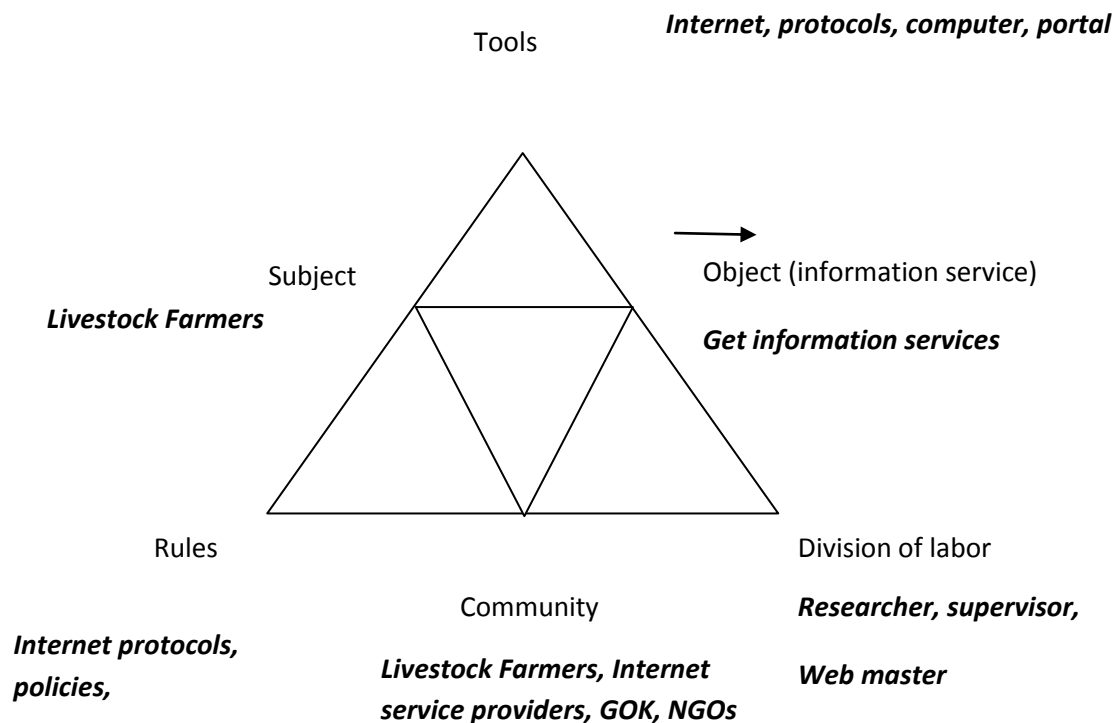 Internet, protocols, computer, portal
Tools
Subject
Livestock Farmers
Object (information service)
Get information services
Rules
Internet protocols,
policies,
Community
Livestock Farmers, Internet
service providers, GOK, NGOs
Division of labor
Researcher, supervisor,
Web master